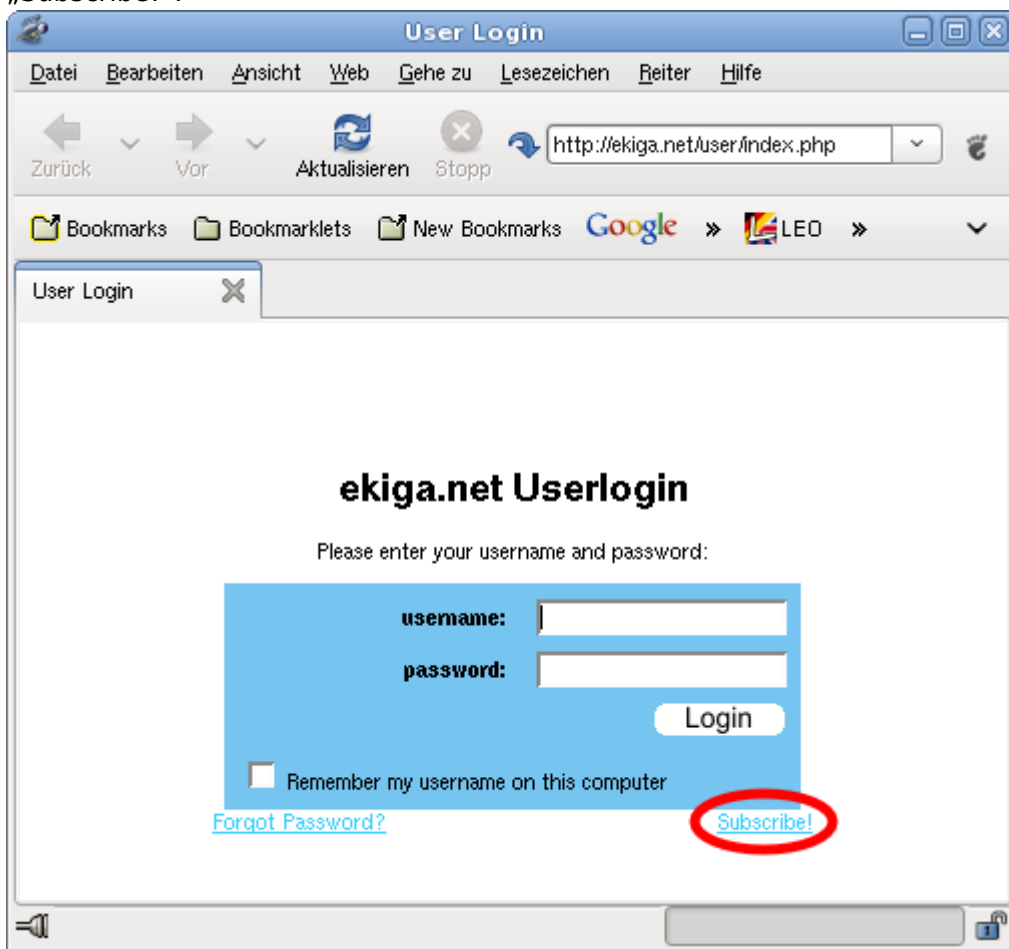 „Subscribe!“.
User Login
Datei Bearbeiten Ansicht Web Gehe zu Lesezeichen Reiter Hilfe
Zurück Vor Aktualisieren Stopp http://ekiga.net/user/index.php
Bookmarks Bookmarklets New Bookmarks Google » LEO »
User Login
ekiga.net Userlogin
Please enter your username and password:
username:
password:
Login
Remember my username on this computer
Forgot Password? Subscribe!